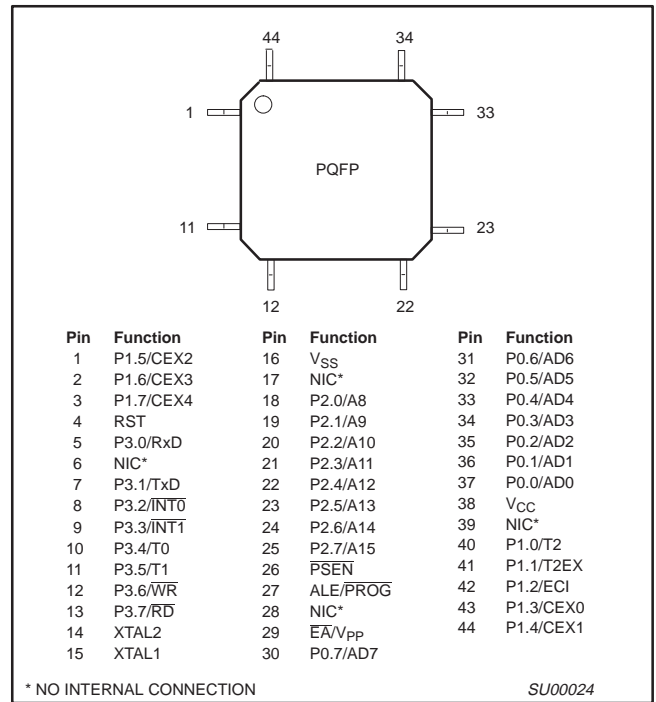 44 34
1 33
PQFP
11 23
12 22
Pin Function Pin Function Pin Function
1 P1.5/CEX2 16 VSS 31 P0.6/AD6
2 P1.6/CEX3 17 NIC* 32 P0.5/AD5
3 P1.7/CEX4 18 P2.0/A8 33 P0.4/AD4
4 RST 19 P2.1/A9 34 P0.3/AD3
5 P3.0/RxD 20 P2.2/A10 35 P0.2/AD2
6 NIC* 21 P2.3/A11 36 P0.1/AD1
7 P3.1/TxD 22 P2.4/A12 37 P0.0/AD0
8 P3.2/I̅N̅T̅0̅ 23 P2.5/A13 38 VCC
9 P3.3/I̅N̅T̅1̅ 24 P2.6/A14 39 NIC*
10 P3.4/T0 25 P2.7/A15 40 P1.0/T2
11 P3.5/T1 26 P̅S̅E̅N̅ 41 P1.1/T2EX
12 P3.6/W̅R̅ 27 ALE/P̅R̅O̅G̅ 42 P1.2/ECI
13 P3.7/R̅D̅ 28 NIC* 43 P1.3/CEX0
14 XTAL2 29 E̅A̅/VPP 44 P1.4/CEX1
15 XTAL1 30 P0.7/AD7
* NO INTERNAL CONNECTION SU00024